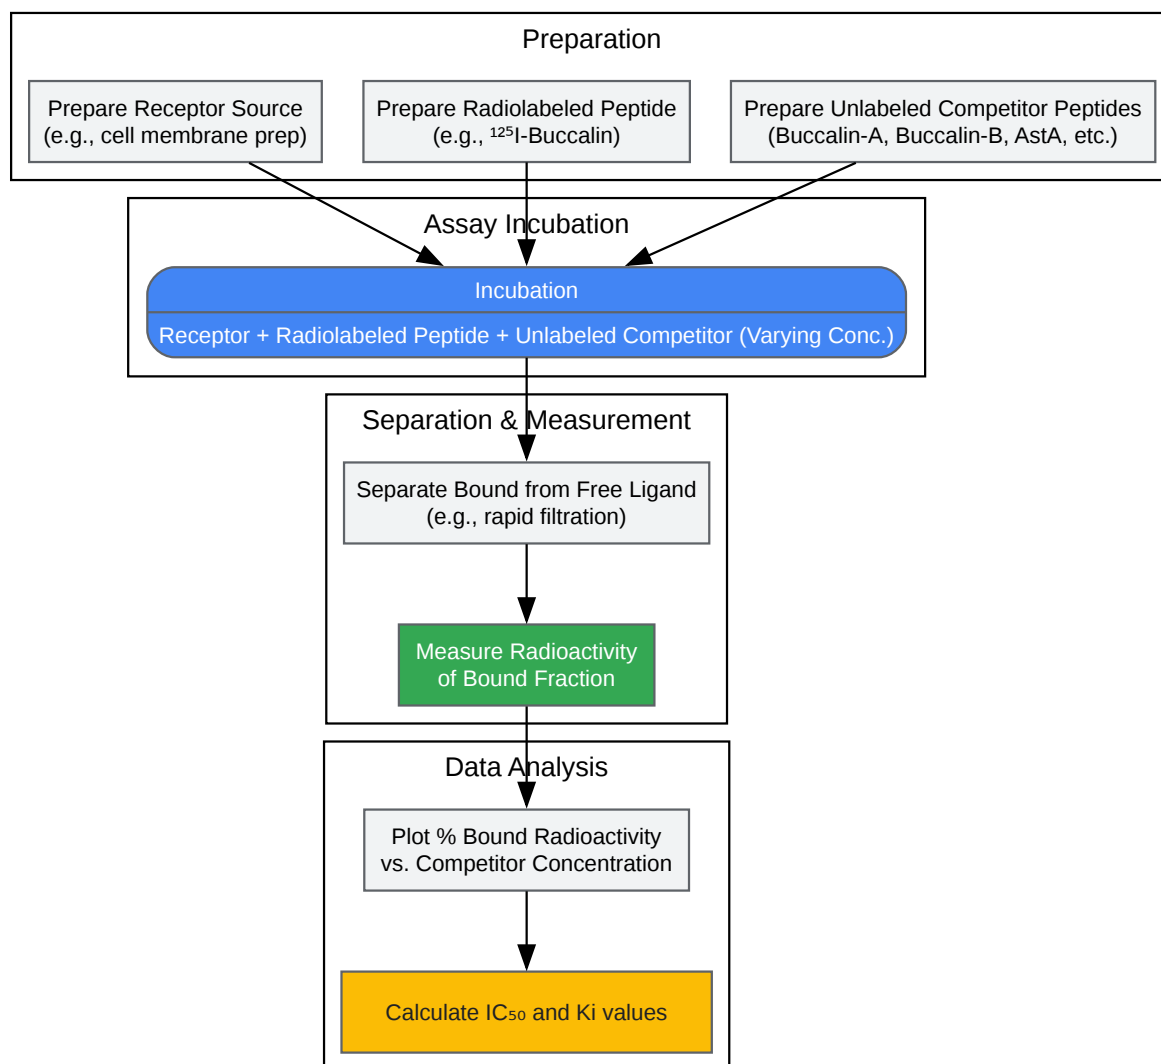 Preparation
Prepare Receptor Source
(e.g., cell membrane prep)
Prepare Radiolabeled Peptide
(e.g., ¹²⁵I-Buccalin)
Prepare Unlabeled Competitor Peptides
(Buccalin-A, Buccalin-B, AstA, etc.)
Assay Incubation
Incubation
Receptor + Radiolabeled Peptide + Unlabeled Competitor (Varying Conc.)
Separation & Measurement
Separate Bound from Free Ligand
(e.g., rapid filtration)
Measure Radioactivity
of Bound Fraction
Data Analysis
Plot % Bound Radioactivity
vs. Competitor Concentration
Calculate IC₅₀ and Ki values